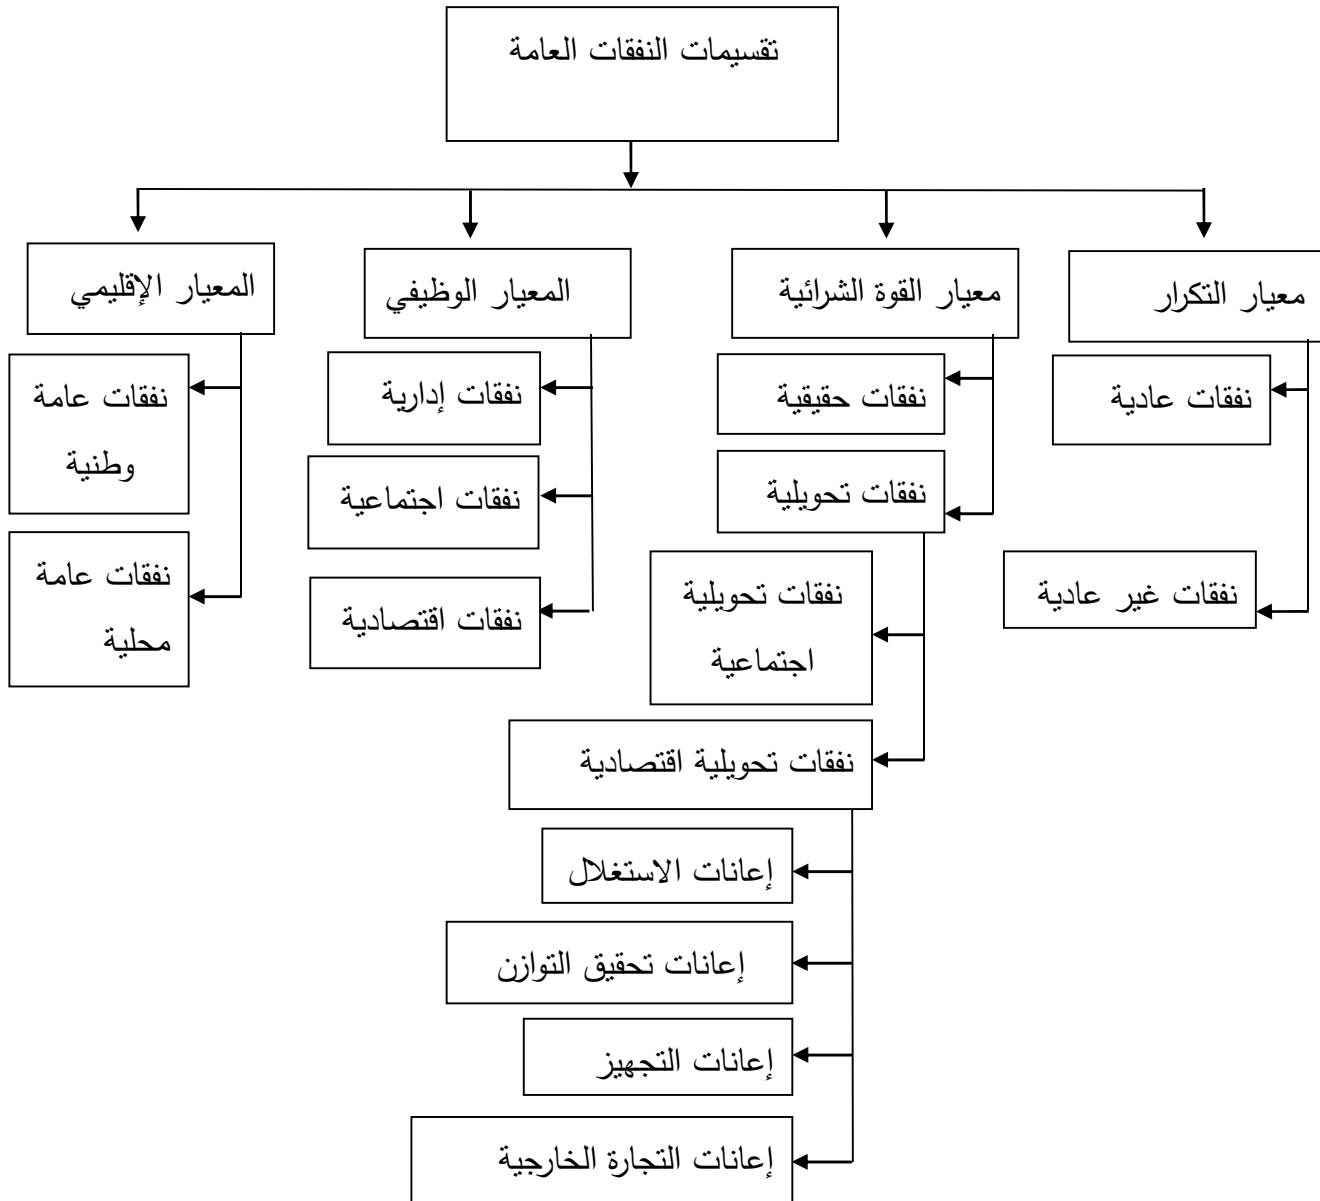 تقسيمات النفقات العامة
معيار التكرار
معيار القوة الشرائية
المعيار الوظيفي
المعيار الإقليمي
نفقات عادية
نفقات غير عادية
نفقات حقيقية
نفقات تحويلية
نفقات تحويلية
اجتماعية
نفقات تحويلية اقتصادية
إعانات الاستغلال
إعانات تحقيق التوازن
إعانات التجهيز
إعانات التجارة الخارجية
نفقات إدارية
نفقات اجتماعية
نفقات اقتصادية
نفقات عامة
وطنية
نفقات عامة
محلية